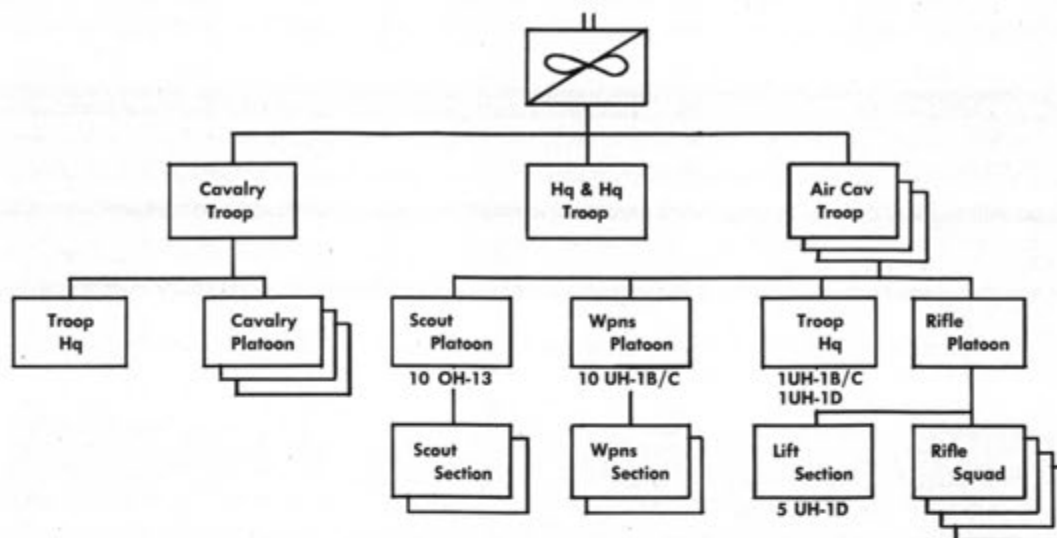 Cavalry
Troop
Hq & Hq
Troop
Air Cav
Troop
Troop
Hq
Cavalry
Platoon
Scout
Platoon
10 OH-13
Wpns
Platoon
10 UH-1B/C
Troop
Hq
1UH-1B/C
1UH-1D
Rifle
Platoon
Scout
Section
Wpns
Section
Lift
Section
5 UH-1D
Rifle
Squad